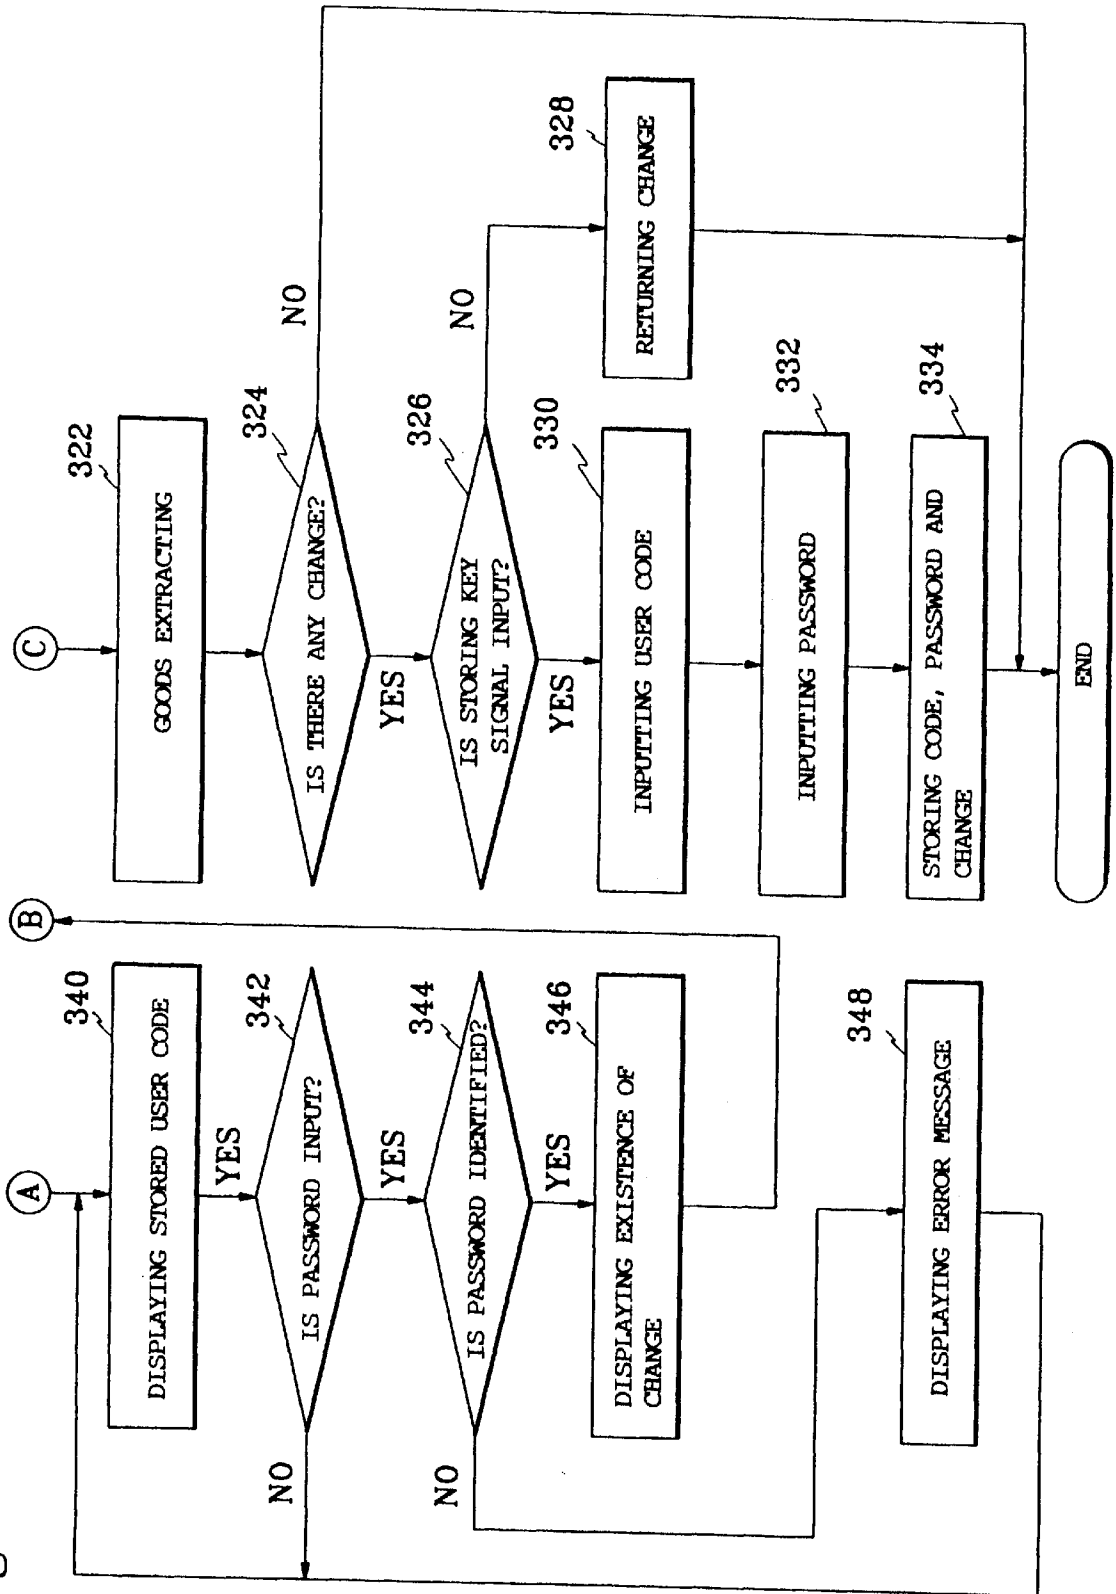 A
340
DISPLAYING STORED USER CODE
YES
342
IS PASSWORD INPUT?
NO
YES
344
IS PASSWORD IDENTIFIED?
NO
YES
346
DISPLAYING EXISTENCE OF
CHANGE
348
DISPLAYING ERROR MESSAGE
B
C
322
GOODS EXTRACTING
324
IS THERE ANY CHANGE?
NO
YES
326
IS STORING KEY
SIGNAL INPUT?
NO
YES
328
RETURNING CHANGE
330
INPUTTING USER CODE
332
INPUTTING PASSWORD
334
STORING CODE, PASSWORD AND
CHANGE
END